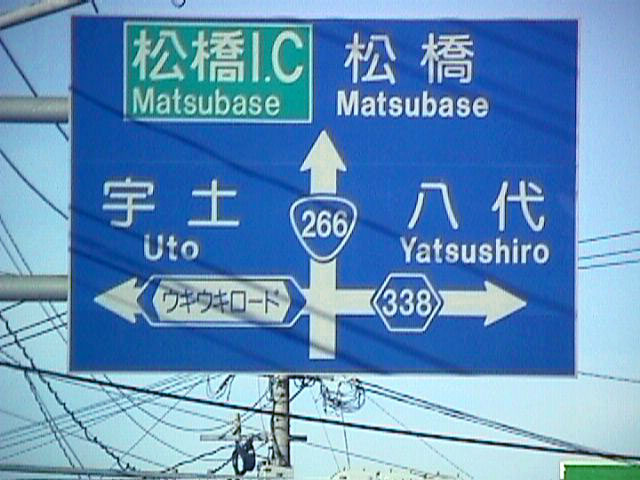 松橋I.C
Matsubase
松橋
Matsubase
宇土
Uto
266
八代
Yatsushiro
ウキウキロード
338